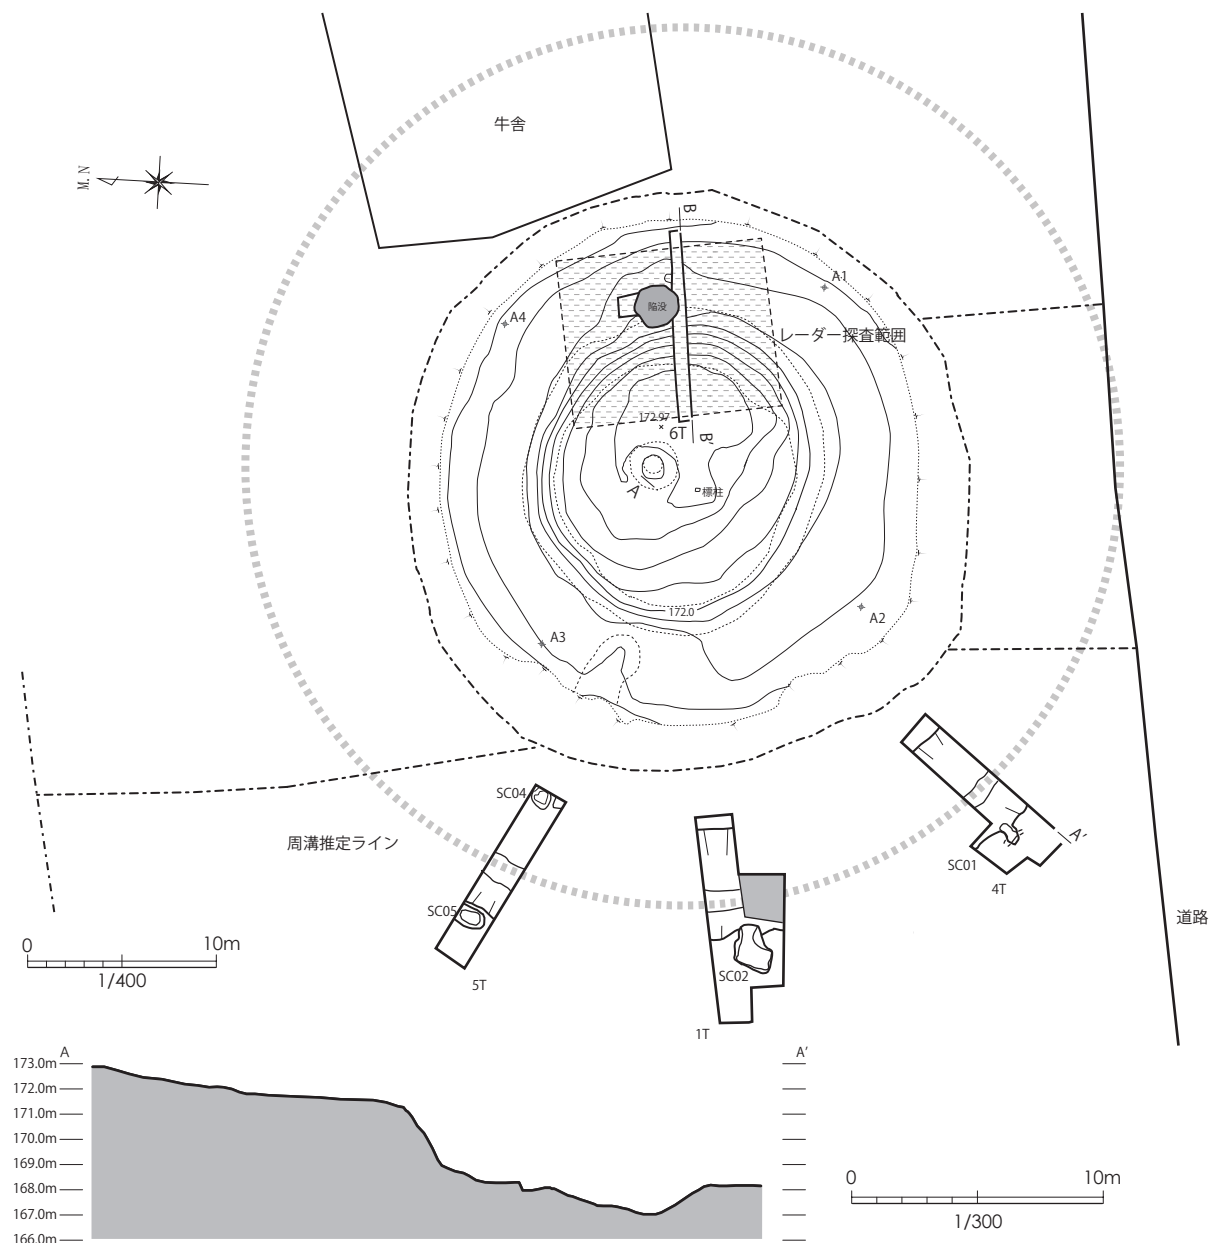 牛舎
M. N
B
A1
陥没
A4
レーダー探査範囲
172.97
6T
B'
A
標柱
172.0
A2
A3
SC04
周溝推定ライン
A'
SC01
4T
SC05
道路
0 10m
1/400
SC02
5T
1T
A A'
173.0m
172.0m
171.0m
170.0m
169.0m
168.0m
167.0m
166.0m
0 10m
1/300